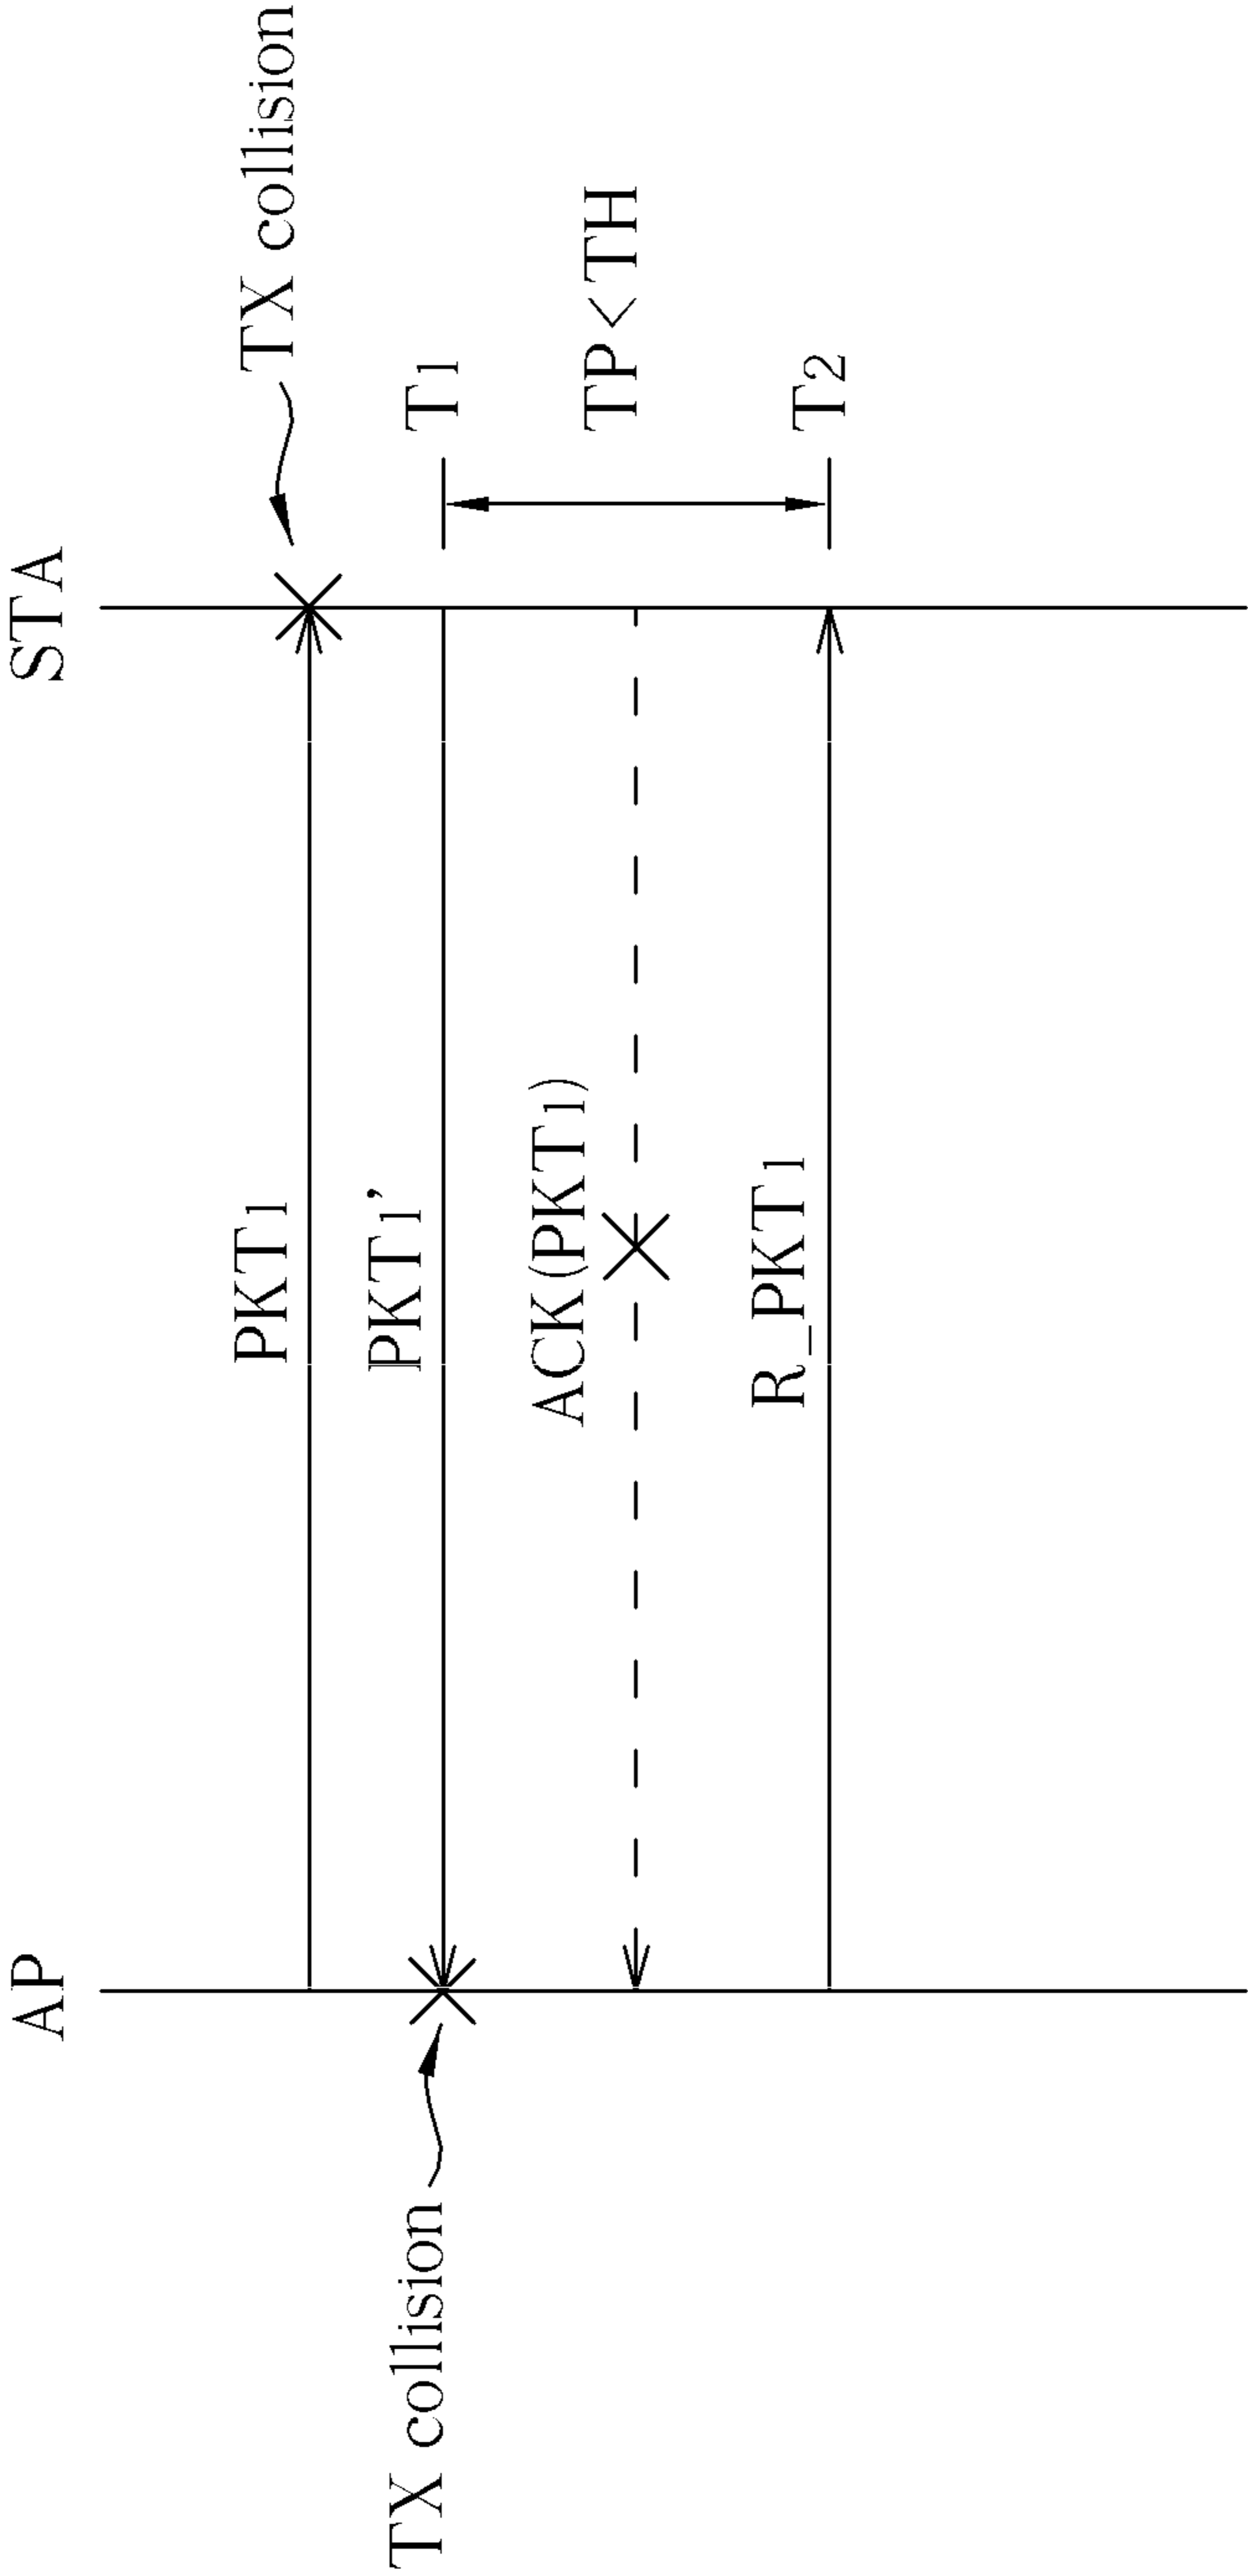 AP
STA
PKT1
TX collision
PKT1'
TX collision
T1
ACK(PKT1)
TP<TH
R_PKT1
T2